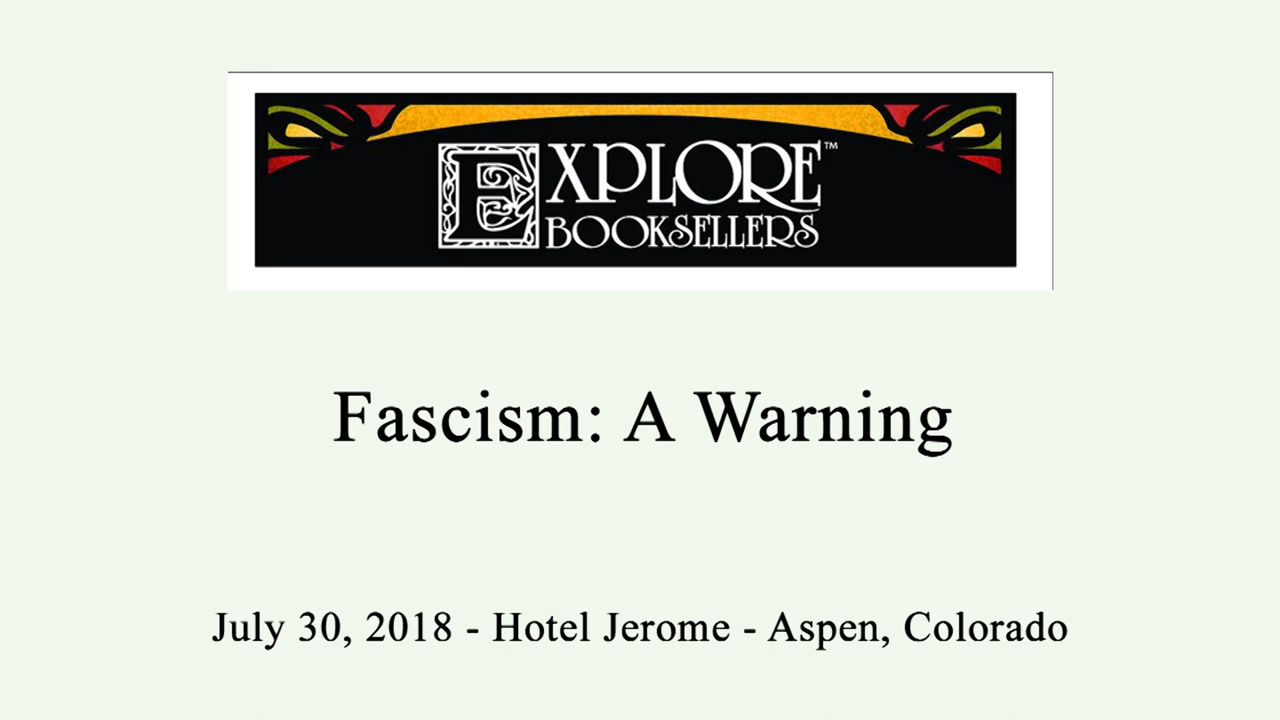 EXPLORE™
BOOKSELLERS
Fascism: A Warning
July 30, 2018 - Hotel Jerome - Aspen, Colorado